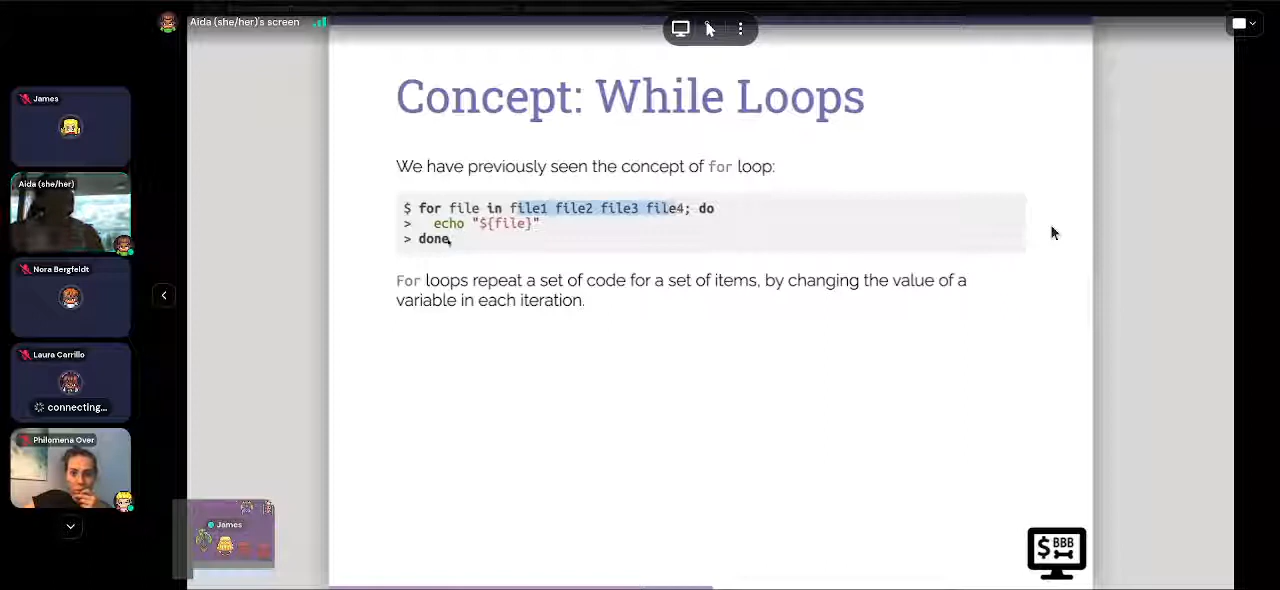 Aida (she/her)'s screen
James
Aida (she/her)
Nora Bergfeldt
Laura Carrillo
connecting...
Philomena Over
James
Concept: While Loops
We have previously seen the concept of for loop:
$ for file in file1 file2 file3 file4; do
>   echo "${file}"
> done
For loops repeat a set of code for a set of items, by changing the value of a
variable in each iteration.
$ BBB